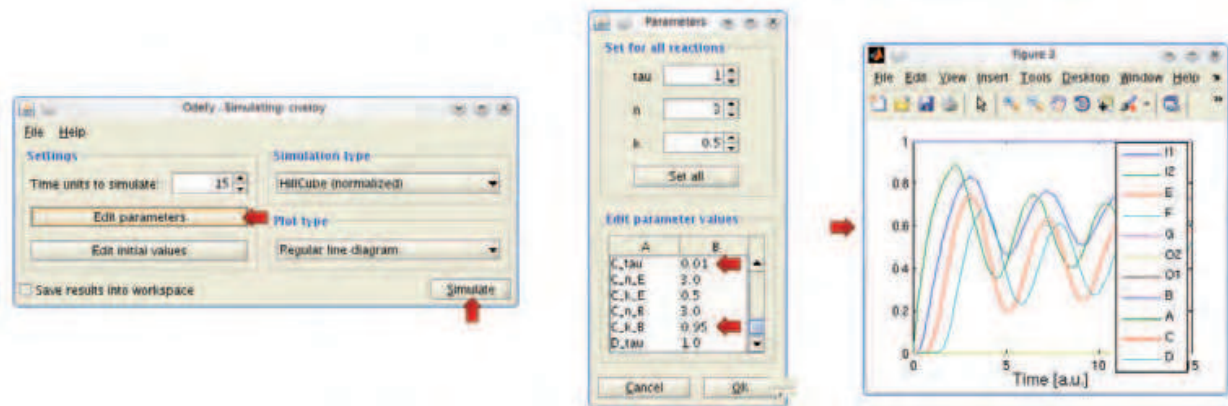 Odefy - Simulating: cnatoy
File Help
Settings
Time units to simulate: 15
Edit parameters
Edit initial values
Simulation type
HillCube (normalized)
Plot type
Regular line diagram
Save results into workspace
Simulate
Parameters
Set for all reactions
tau 1
n 3
k 0.5
Set all
Edit parameter values
A B
C_tau 0.01
C_n_E 3.0
C_k_E 0.5
C_n_B 3.0
C_k_B 0.95
D_tau 1.0
Cancel OK
Figure 3
File Edit View Insert Tools Desktop Window Help
1
0.8
0.6
0.4
0.2
0
0 5 10 15
Time [a.u.]
I1
I2
E
F
G
O2
O1
B
A
C
D